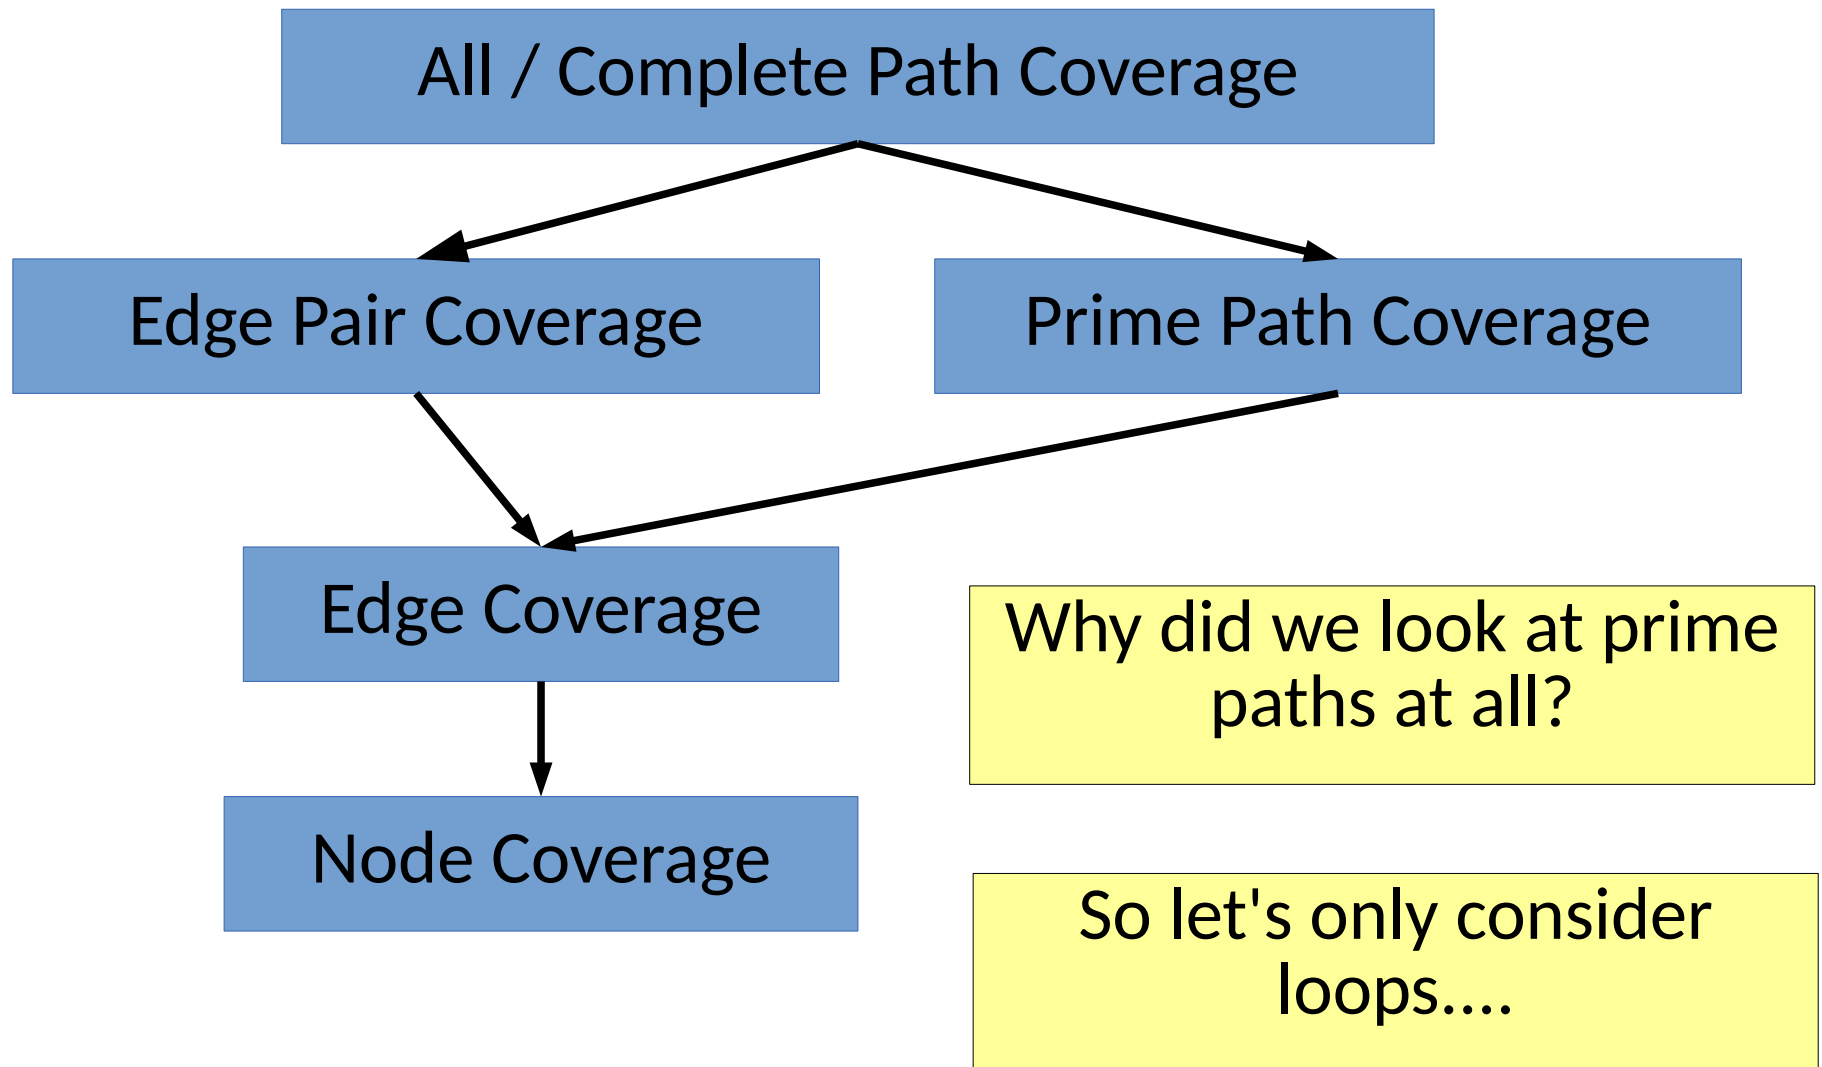 All / Complete Path Coverage
Edge Pair Coverage
Prime Path Coverage
Edge Coverage
Why did we look at prime
paths at all?
Node Coverage
So let's only consider
loops....